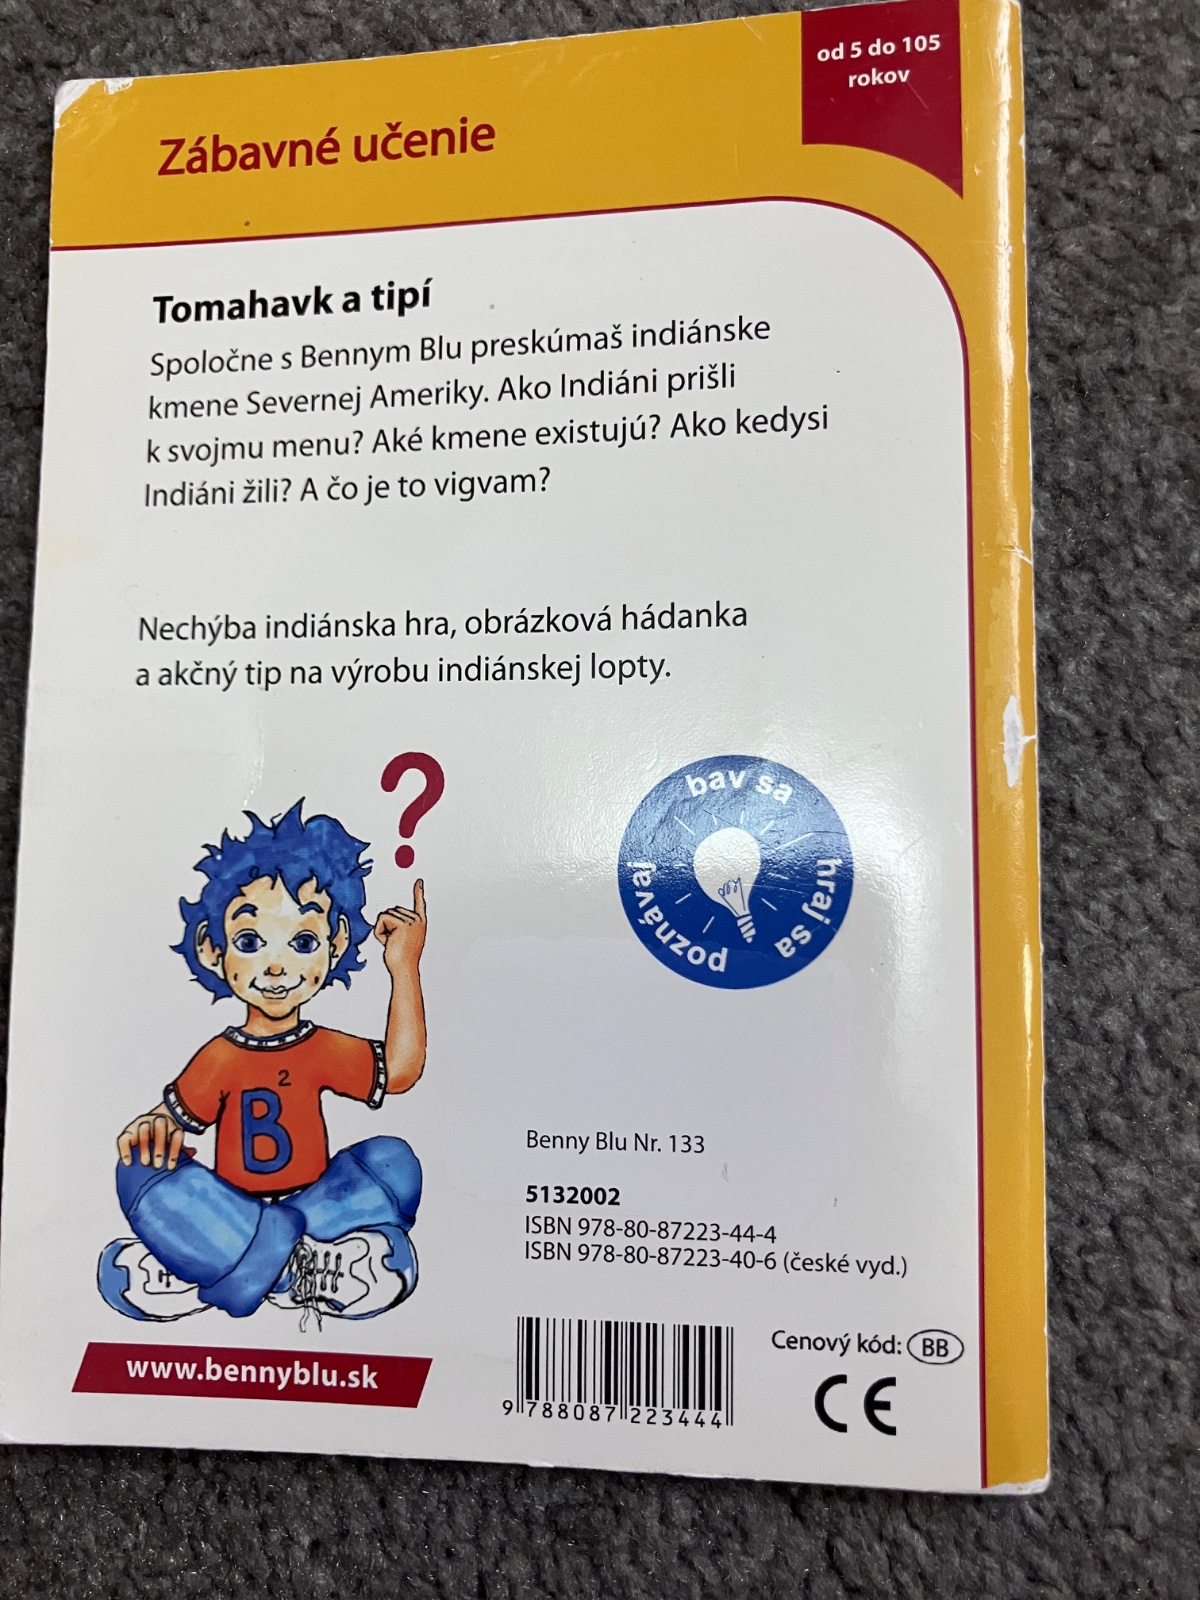 od 5 do 105
rokov
Zábavné učenie
Tomahavk a tipí
Spoločne s Bennym Blu preskúmaš indiánske
kmene Severnej Ameriky. Ako Indiáni prišli
k svojmu menu? Aké kmene existujú? Ako kedysi
Indiáni žili? A čo je to vigvam?
Nechýba indiánska hra, obrázková hádanka
a akčný tip na výrobu indiánskej lopty.
?
bav sa
hraj sa
poznávaj
B²
Benny Blu Nr. 133
5132002
ISBN 978-80-87223-44-4
ISBN 978-80-87223-40-6 (české vyd.)
www.bennyblu.sk
9 788087 223444
Cenový kód: BB
CE